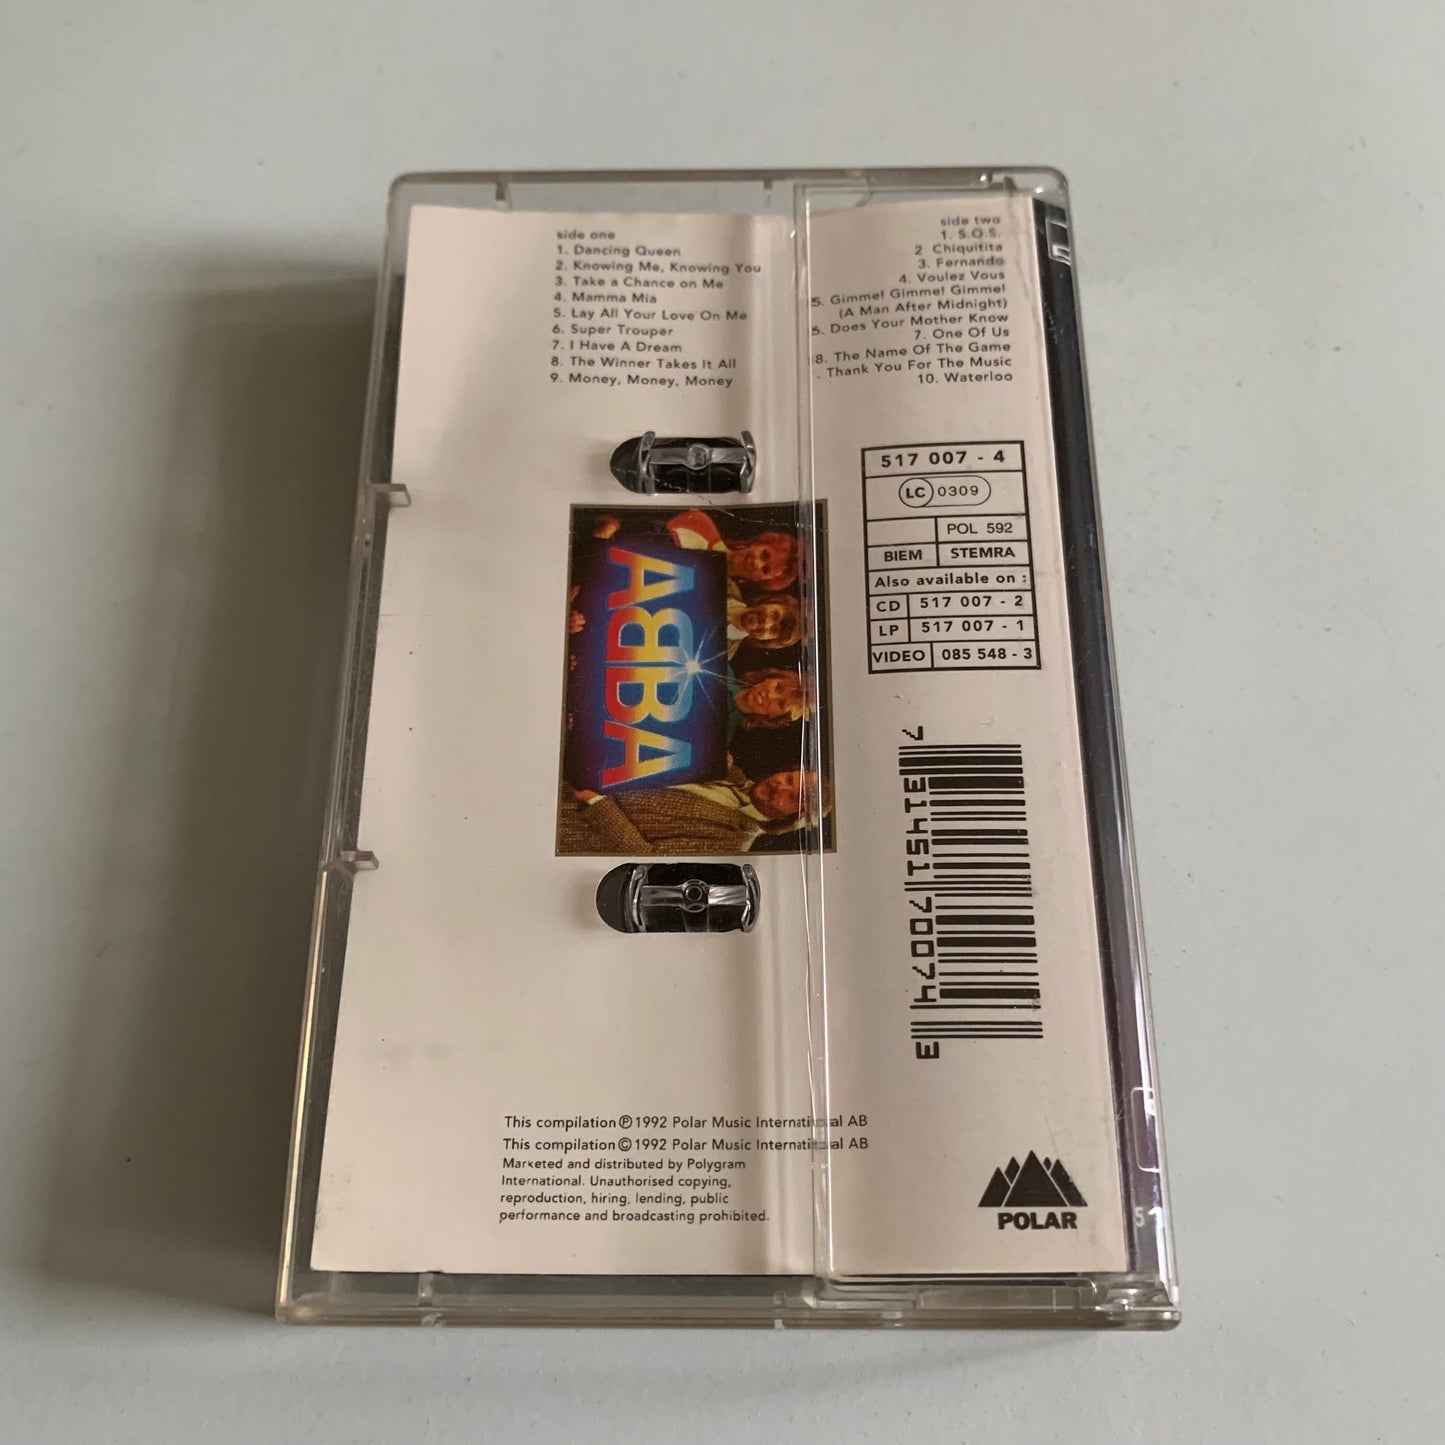 side one
1. Dancing Queen
2. Knowing Me, Knowing You
3. Take a Chance on Me
4. Mamma Mia
5. Lay All Your Love On Me
6. Super Trouper
7. I Have A Dream
8. The Winner Takes It All
9. Money, Money, Money
side two
1. S.O.S.
2 Chiquitita
3. Fernando
4. Voulez Vous
5. Gimme! Gimme! Gimme!
(A Man After Midnight)
6. Does Your Mother Know
7. One Of Us
8. The Name Of The Game
. Thank You For The Music
10. Waterloo
517 007 - 4
LC 0309
POL 592
BIEM STEMRA
Also available on :
CD 517 007 - 2
LP 517 007 - 1
VIDEO 085 548 - 3
ABBA
7 31451 70074 3
This compilation ℗ 1992 Polar Music International AB
This compilation © 1992 Polar Music International AB
Marketed and distributed by Polygram
International. Unauthorised copying,
reproduction, hiring, lending, public
performance and broadcasting prohibited.
POLAR